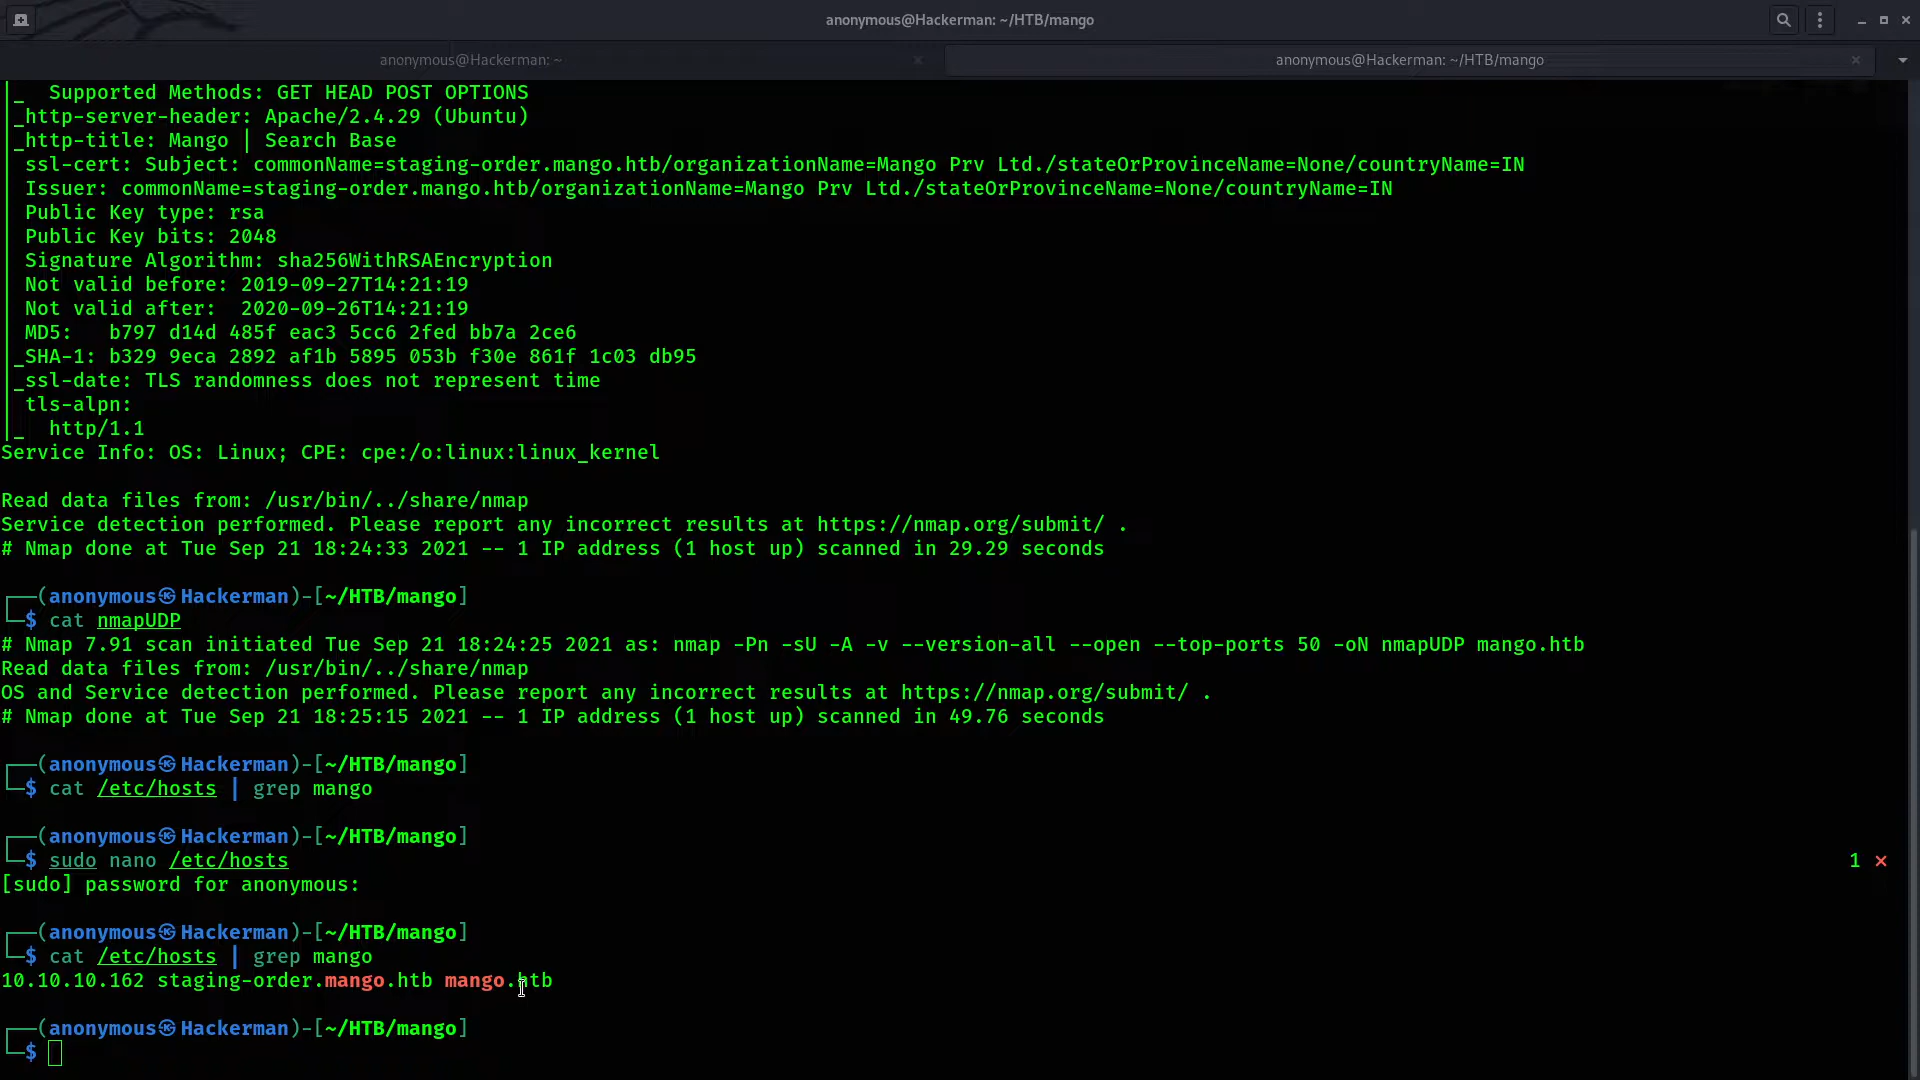 anonymous@Hackerman: ~/HTB/mango
anonymous@Hackerman: ~
anonymous@Hackerman: ~/HTB/mango
|_  Supported Methods: GET HEAD POST OPTIONS
|_http-server-header: Apache/2.4.29 (Ubuntu)
|_http-title: Mango | Search Base
| ssl-cert: Subject: commonName=staging-order.mango.htb/organizationName=Mango Prv Ltd./stateOrProvinceName=None/countryName=IN
| Issuer: commonName=staging-order.mango.htb/organizationName=Mango Prv Ltd./stateOrProvinceName=None/countryName=IN
| Public Key type: rsa
| Public Key bits: 2048
| Signature Algorithm: sha256WithRSAEncryption
| Not valid before: 2019-09-27T14:21:19
| Not valid after:  2020-09-26T14:21:19
| MD5:   b797 d14d 485f eac3 5cc6 2fed bb7a 2ce6
|_SHA-1: b329 9eca 2892 af1b 5895 053b f30e 861f 1c03 db95
|_ssl-date: TLS randomness does not represent time
| tls-alpn:
|_  http/1.1
Service Info: OS: Linux; CPE: cpe:/o:linux:linux_kernel
Read data files from: /usr/bin/../share/nmap
Service detection performed. Please report any incorrect results at https://nmap.org/submit/ .
# Nmap done at Tue Sep 21 18:24:33 2021 -- 1 IP address (1 host up) scanned in 29.29 seconds
┌──(anonymous㉿Hackerman)-[~/HTB/mango]
└─$ cat nmapUDP
# Nmap 7.91 scan initiated Tue Sep 21 18:24:25 2021 as: nmap -Pn -sU -A -v --version-all --open --top-ports 50 -oN nmapUDP mango.htb
Read data files from: /usr/bin/../share/nmap
OS and Service detection performed. Please report any incorrect results at https://nmap.org/submit/ .
# Nmap done at Tue Sep 21 18:25:15 2021 -- 1 IP address (1 host up) scanned in 49.76 seconds
┌──(anonymous㉿Hackerman)-[~/HTB/mango]
└─$ cat /etc/hosts | grep mango
┌──(anonymous㉿Hackerman)-[~/HTB/mango]
└─$ sudo nano /etc/hosts 1 ⨯
[sudo] password for anonymous:
┌──(anonymous㉿Hackerman)-[~/HTB/mango]
└─$ cat /etc/hosts | grep mango
10.10.10.162 staging-order.mango.htb mango.htb
┌──(anonymous㉿Hackerman)-[~/HTB/mango]
└─$